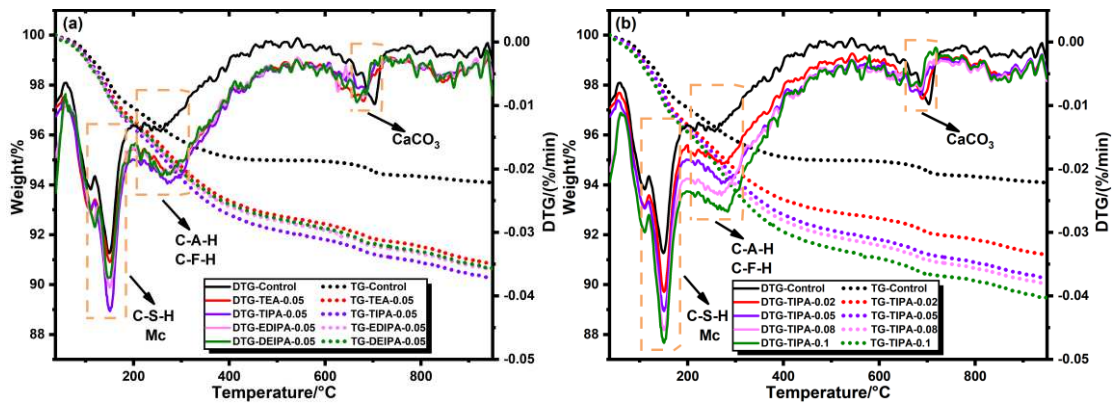 (a)
100
98
96
94
92
90
88
Weight/%
0.00
-0.01
-0.02
-0.03
-0.04
-0.05
DTG/(%/min)
CaCO3
C-A-H
C-F-H
C-S-H
Mc
DTG-Control TG-Control
DTG-TEA-0.05 TG-TEA-0.05
DTG-TIPA-0.05 TG-TIPA-0.05
DTG-EDIPA-0.05 TG-EDIPA-0.05
DTG-DEIPA-0.05 TG-DEIPA-0.05
200 400 600 800
Temperature/°C
(b)
100
98
96
94
92
90
88
Weight/%
0.00
-0.01
-0.02
-0.03
-0.04
-0.05
DTG/(%/min)
CaCO3
C-A-H
C-F-H
C-S-H
Mc
DTG-Control TG-Control
DTG-TIPA-0.02 TG-TIPA-0.02
DTG-TIPA-0.05 TG-TIPA-0.05
DTG-TIPA-0.08 TG-TIPA-0.08
DTG-TIPA-0.1 TG-TIPA-0.1
200 400 600 800
Temperature/°C